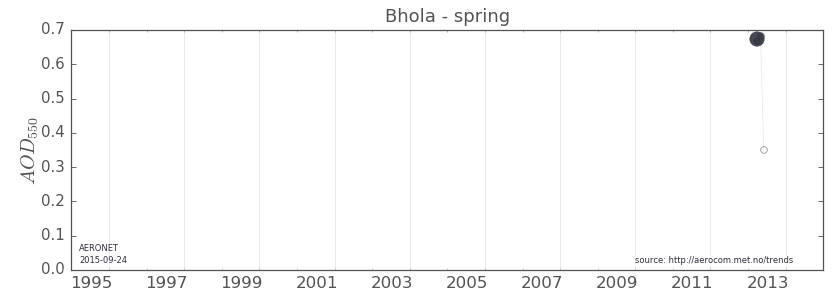 Bhola - spring
0.7
0.6
0.5
0.4
0.3
0.2
0.1
0.0
AOD550
AERONET
2015-09-24
source: http://aerocom.met.no/trends
1995 1997 1999 2001 2003 2005 2007 2009 2011 2013